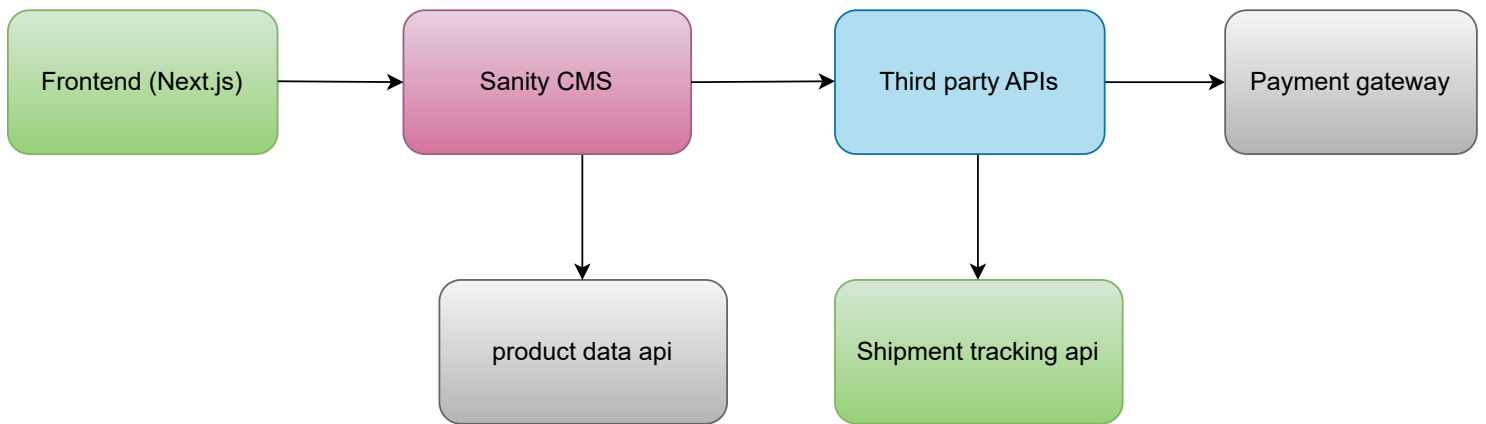 Frontend (Next.js)
Sanity CMS
Third party APIs
Payment gateway
product data api
Shipment tracking api